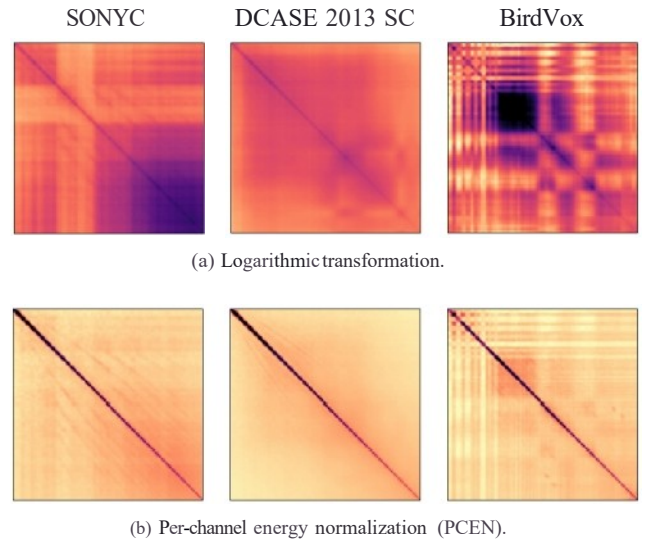 SONYC DCASE 2013 SC BirdVox
(a) Logarithmic transformation.
(b) Per-channel energy normalization (PCEN).